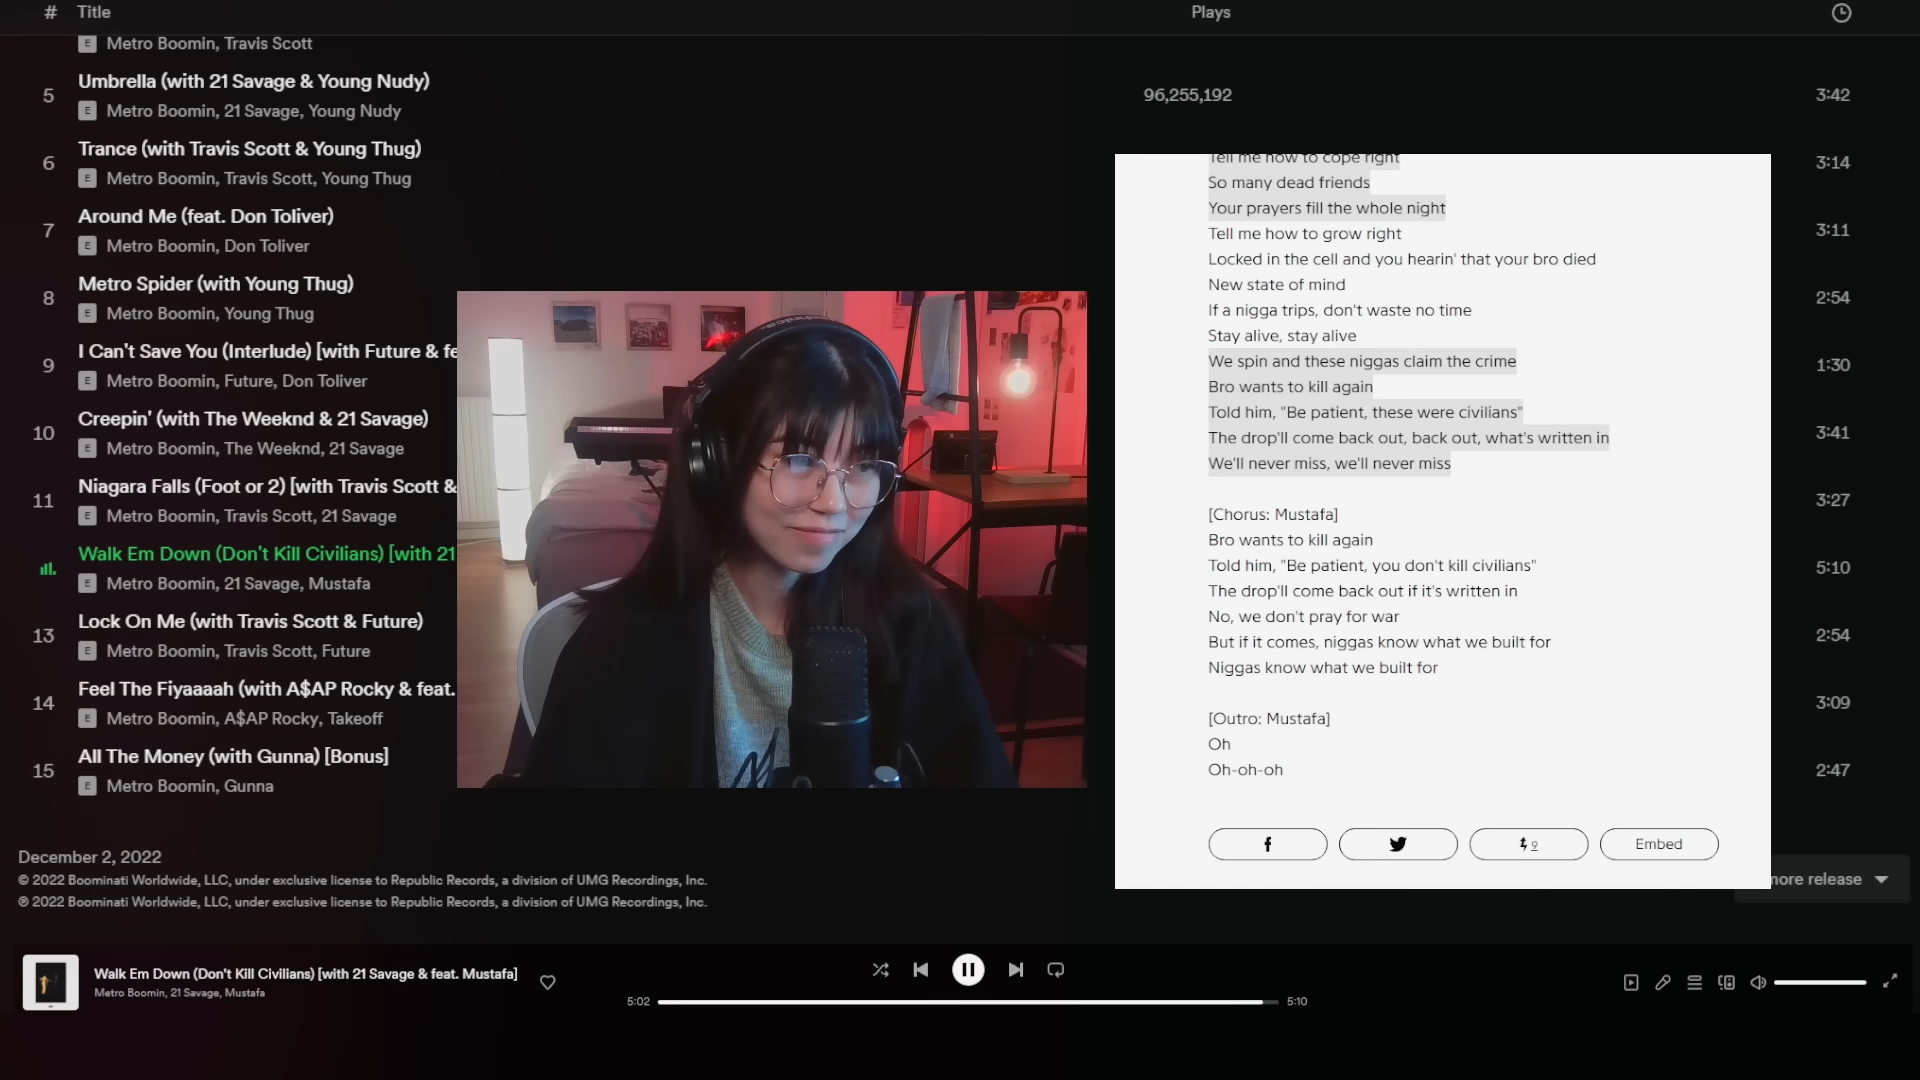 # Title Plays
E Metro Boomin, Travis Scott
5 Umbrella (with 21 Savage & Young Nudy) 96,255,192 3:42
E Metro Boomin, 21 Savage, Young Nudy
6 Trance (with Travis Scott & Young Thug) 3:14
E Metro Boomin, Travis Scott, Young Thug
7 Around Me (feat. Don Toliver) 3:11
E Metro Boomin, Don Toliver
8 Metro Spider (with Young Thug) 2:54
E Metro Boomin, Young Thug
9 I Can't Save You (Interlude) [with Future & fe 1:30
E Metro Boomin, Future, Don Toliver
10 Creepin' (with The Weeknd & 21 Savage) 3:41
E Metro Boomin, The Weeknd, 21 Savage
11 Niagara Falls (Foot or 2) [with Travis Scott & 3:27
E Metro Boomin, Travis Scott, 21 Savage
Walk Em Down (Don't Kill Civilians) [with 21 5:10
E Metro Boomin, 21 Savage, Mustafa
13 Lock On Me (with Travis Scott & Future) 2:54
E Metro Boomin, Travis Scott, Future
14 Feel The Fiyaaaah (with A$AP Rocky & feat. 3:09
E Metro Boomin, A$AP Rocky, Takeoff
15 All The Money (with Gunna) [Bonus] 2:47
E Metro Boomin, Gunna
Tell me how to cope right
So many dead friends
Your prayers fill the whole night
Tell me how to grow right
Locked in the cell and you hearin' that your bro died
New state of mind
If a nigga trips, don't waste no time
Stay alive, stay alive
We spin and these niggas claim the crime
Bro wants to kill again
Told him, "Be patient, these were civilians"
The drop'll come back out, back out, what's written in
We'll never miss, we'll never miss
[Chorus: Mustafa]
Bro wants to kill again
Told him, "Be patient, you don't kill civilians"
The drop'll come back out if it's written in
No, we don't pray for war
But if it comes, niggas know what we built for
Niggas know what we built for
[Outro: Mustafa]
Oh
Oh-oh-oh
9 Embed
more release
December 2, 2022
© 2022 Boominati Worldwide, LLC, under exclusive license to Republic Records, a division of UMG Recordings, Inc.
℗ 2022 Boominati Worldwide, LLC, under exclusive license to Republic Records, a division of UMG Recordings, Inc.
Walk Em Down (Don't Kill Civilians) [with 21 Savage & feat. Mustafa]
Metro Boomin, 21 Savage, Mustafa
5:02 5:10